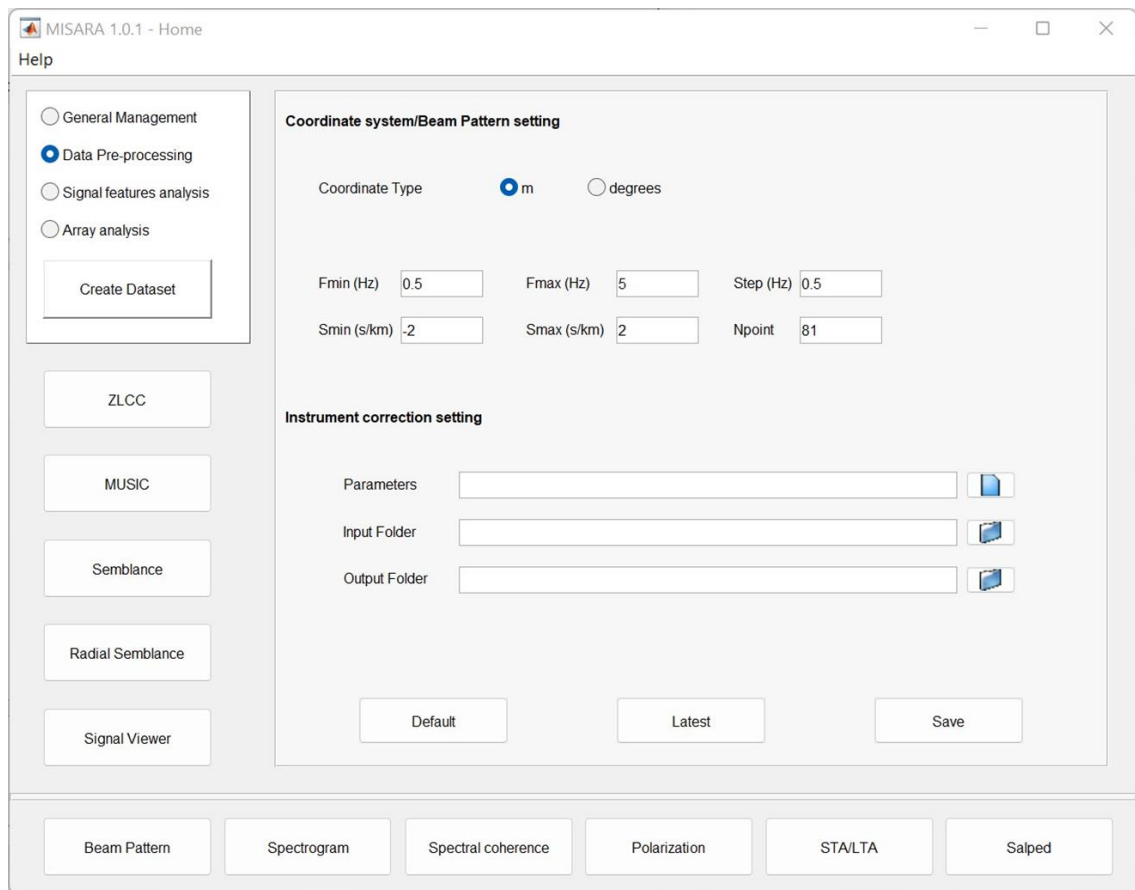 MISARA 1.0.1 - Home
Help
General Management
Data Pre-processing
Signal features analysis
Array analysis
Create Dataset
ZLCC
MUSIC
Semblance
Radial Semblance
Signal Viewer
Coordinate system/Beam Pattern setting
Coordinate Type m degrees
Fmin (Hz) 0.5 Fmax (Hz) 5 Step (Hz) 0.5
Smin (s/km) -2 Smax (s/km) 2 Npoint 81
Instrument correction setting
Parameters
Input Folder
Output Folder
Default Latest Save
Beam Pattern Spectrogram Spectral coherence Polarization STA/LTA Salped